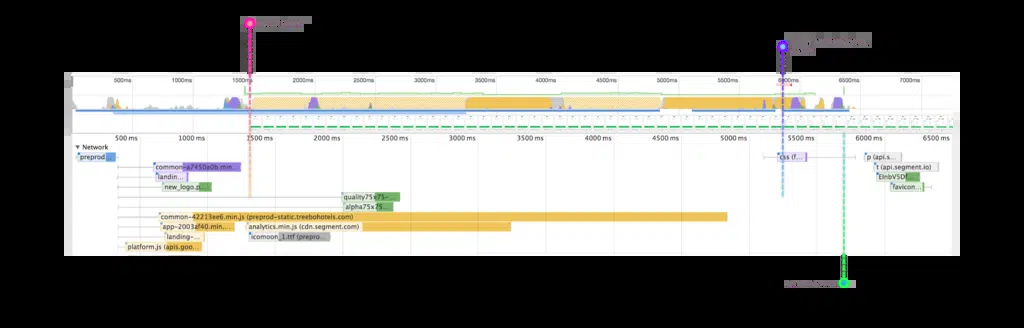 500ms 1000ms 1500ms 2000ms 2500ms 3000ms 3500ms 4000ms 4500ms 5000ms 5500ms 6500ms 7000ms
500 ms 1000 ms 1500 ms 2000 ms 2500 ms 3000 ms 3500 ms 4000 ms 4500 ms 5000 ms 5500 ms 6000 ms 6500 ms
▼ Network
preprod... css (f... p (api.s...
common-a7450a0b.min... t (api.segment.io)
landin... EInbV5Df...
new_logo.p... favicon...
quality75x75-...
alpha75x75...
common-42213ee6.min.js (preprod-static.treebohotels.com)
app-2003af40.min... analytics.min.js (cdn.segment.com)
landing-... icomoon_1.ttf (prepro...
platform.js (apis.goo...